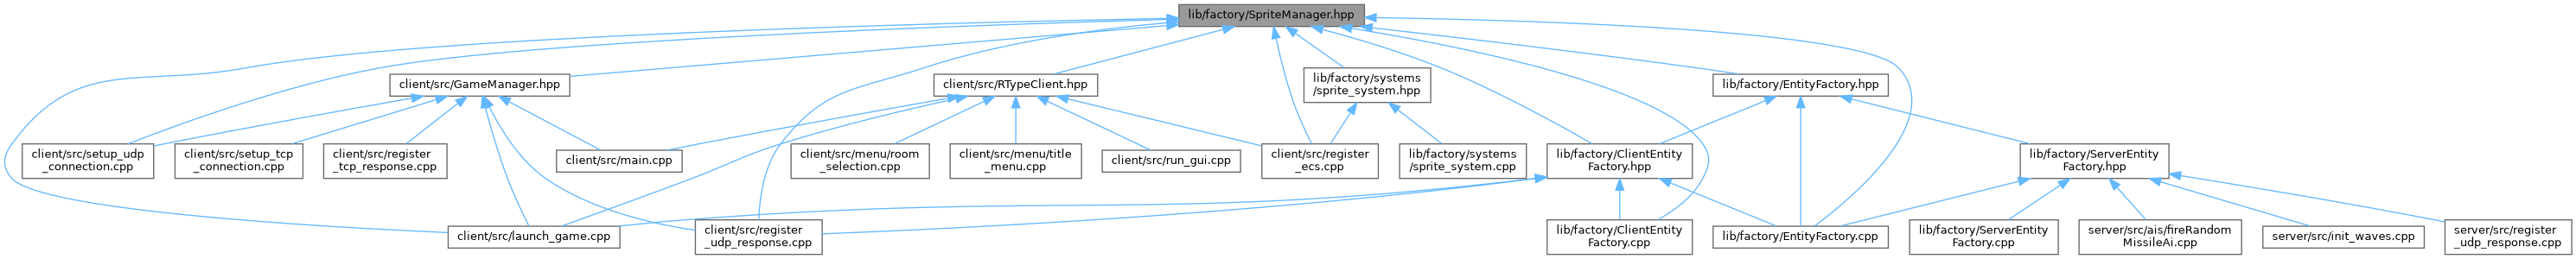 lib/factory/SpriteManager.hpp
client/src/GameManager.hpp
client/src/RTypeClient.hpp
lib/factory/systems
/sprite_system.hpp
lib/factory/EntityFactory.hpp
client/src/setup_udp
_connection.cpp
client/src/setup_tcp
_connection.cpp
client/src/register
_tcp_response.cpp
client/src/main.cpp
client/src/menu/room
_selection.cpp
client/src/menu/title
_menu.cpp
client/src/run_gui.cpp
client/src/register
_ecs.cpp
lib/factory/systems
/sprite_system.cpp
lib/factory/ClientEntity
Factory.hpp
lib/factory/ServerEntity
Factory.hpp
client/src/launch_game.cpp
client/src/register
_udp_response.cpp
lib/factory/ClientEntity
Factory.cpp
lib/factory/EntityFactory.cpp
lib/factory/ServerEntity
Factory.cpp
server/src/ais/fireRandom
MissileAi.cpp
server/src/init_waves.cpp
server/src/register
_udp_response.cpp